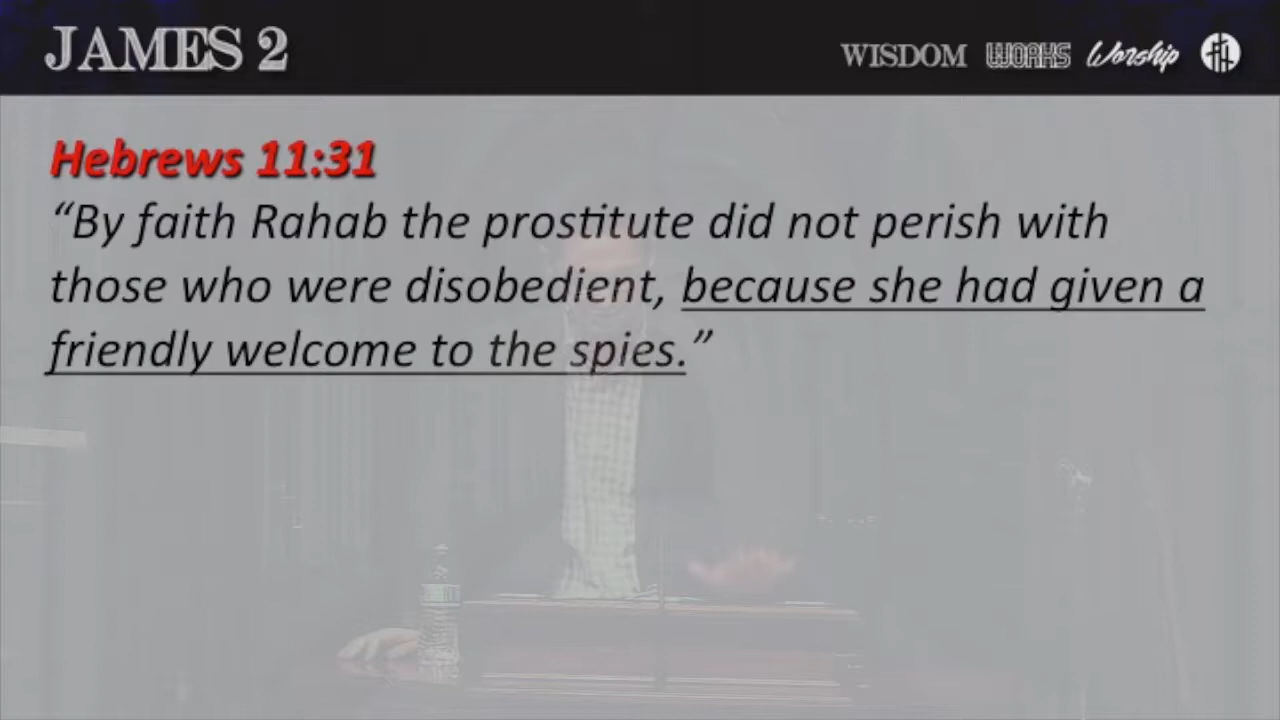 JAMES 2
WISDOM WORKS Worship
Hebrews 11:31
“By faith Rahab the prostitute did not perish with
those who were disobedient, because she had given a
friendly welcome to the spies.”